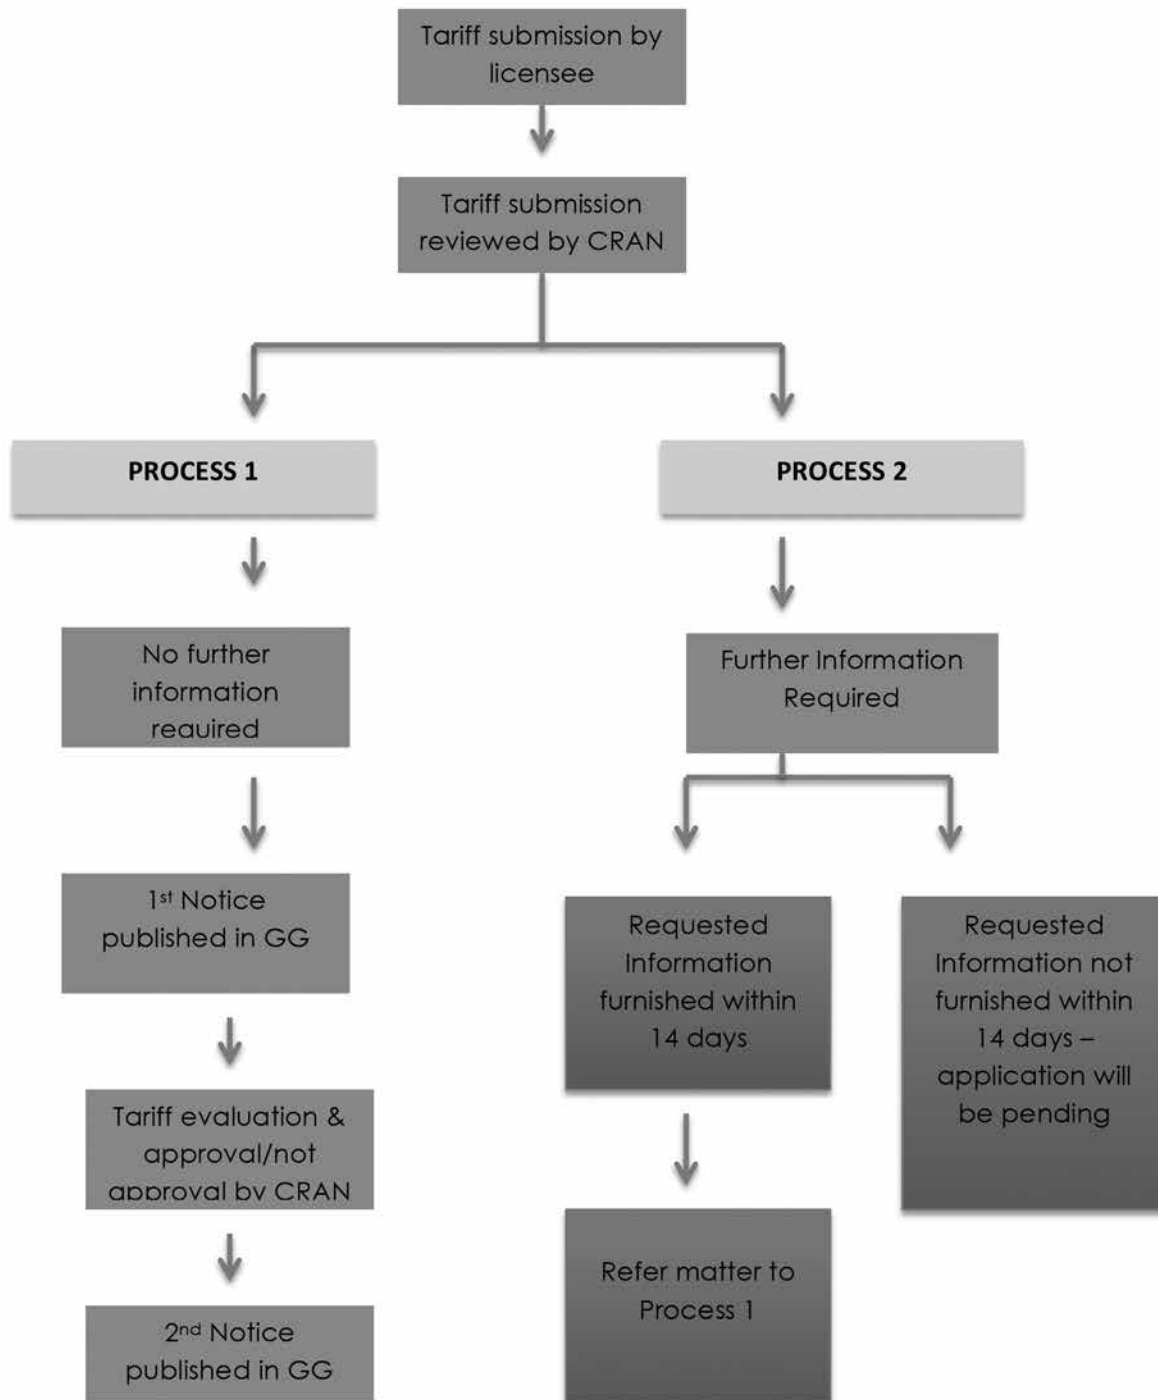 Tariff submission by
licensee
Tariff submission
reviewed by CRAN
PROCESS 1
PROCESS 2
No further
information
required
Further Information
Required
1st Notice
published in GG
Requested
Information
furnished within
14 days
Requested
Information not
furnished within
14 days –
application will
be pending
Tariff evaluation &
approval/not
approval by CRAN
Refer matter to
Process 1
2nd Notice
published in GG